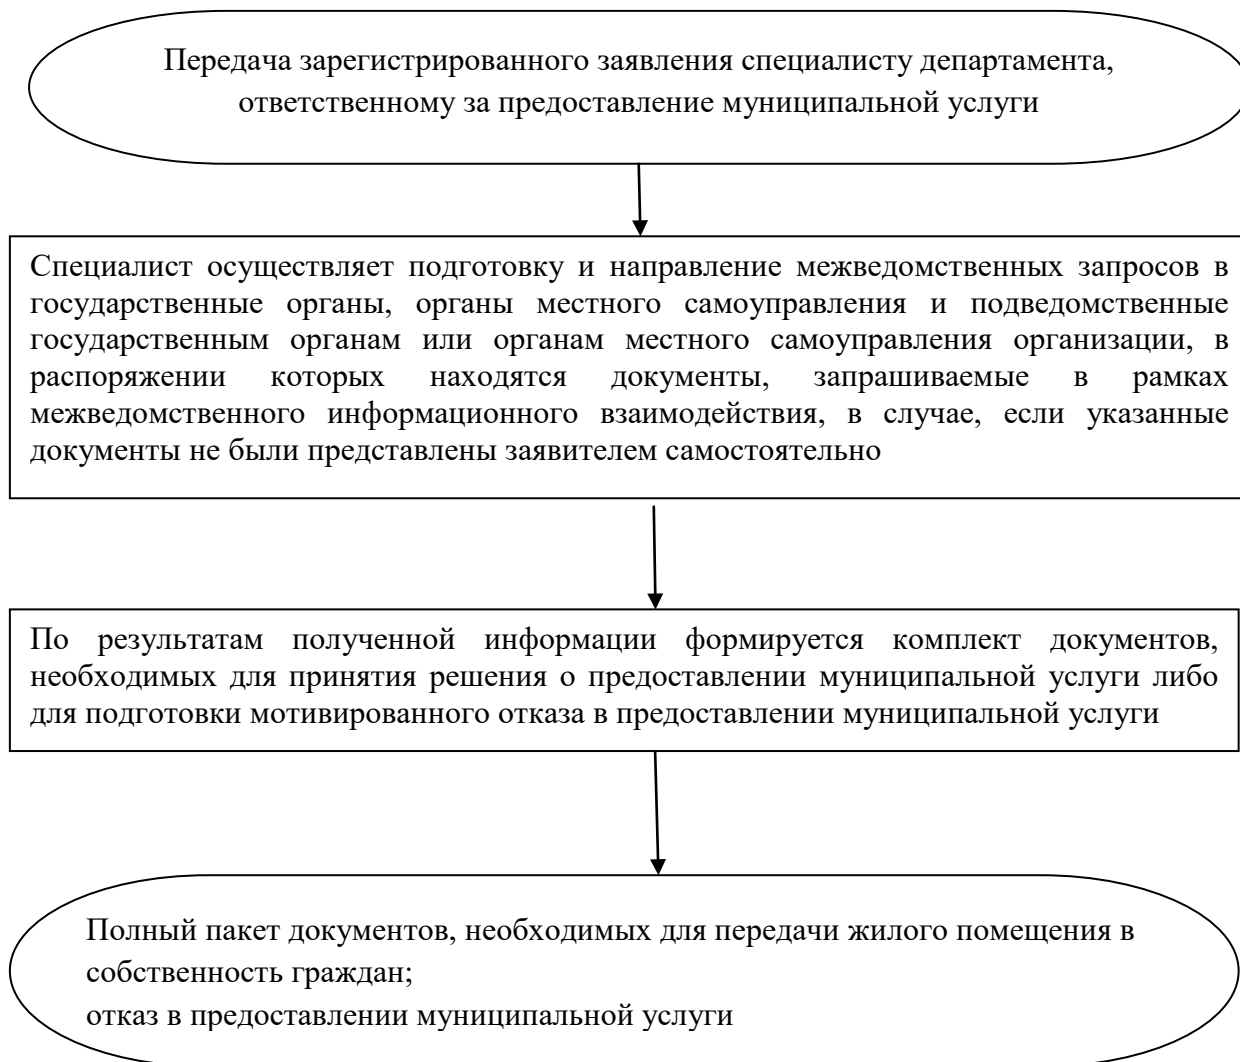 Передача зарегистрированного заявления специалисту департамента,
ответственному за предоставление муниципальной услуги
Специалист осуществляет подготовку и направление межведомственных запросов в
государственные органы, органы местного самоуправления и подведомственные
государственным органам или органам местного самоуправления организации, в
распоряжении которых находятся документы, запрашиваемые в рамках
межведомственного информационного взаимодействия, в случае, если указанные
документы не были представлены заявителем самостоятельно
По результатам полученной информации формируется комплект документов,
необходимых для принятия решения о предоставлении муниципальной услуги либо
для подготовки мотивированного отказа в предоставлении муниципальной услуги
Полный пакет документов, необходимых для передачи жилого помещения в
собственность граждан;
отказ в предоставлении муниципальной услуги